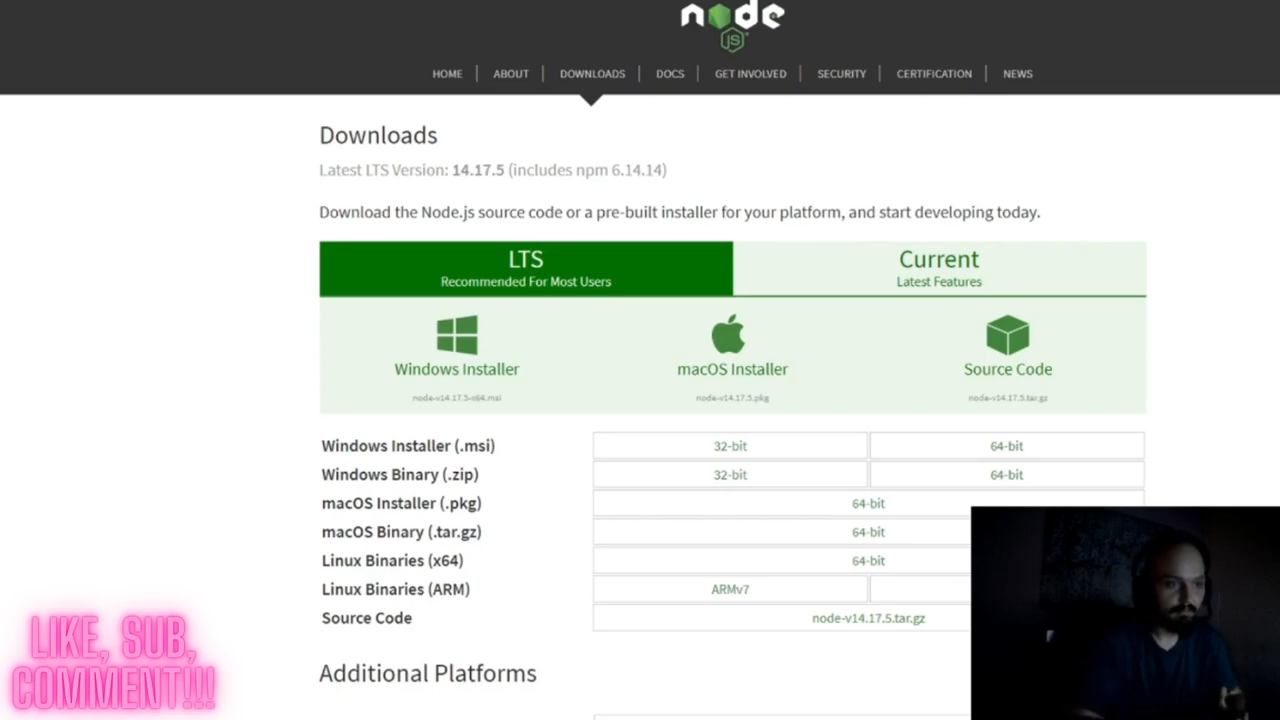 node
JS
HOME
ABOUT
DOWNLOADS
DOCS
GET INVOLVED
SECURITY
CERTIFICATION
NEWS
Downloads
Latest LTS Version: 14.17.5 (includes npm 6.14.14)
Download the Node.js source code or a pre-built installer for your platform, and start developing today.
LTS
Recommended For Most Users
Current
Latest Features
Windows Installer
node-v14.17.5-x64.msi
macOS Installer
node-v14.17.5.pkg
Source Code
node-v14.17.5.tar.gz
Windows Installer (.msi)
32-bit
64-bit
Windows Binary (.zip)
32-bit
64-bit
macOS Installer (.pkg)
64-bit
macOS Binary (.tar.gz)
64-bit
Linux Binaries (x64)
64-bit
Linux Binaries (ARM)
ARMv7
Source Code
node-v14.17.5.tar.gz
Additional Platforms
LIKE, SUB,
COMMENT!!!